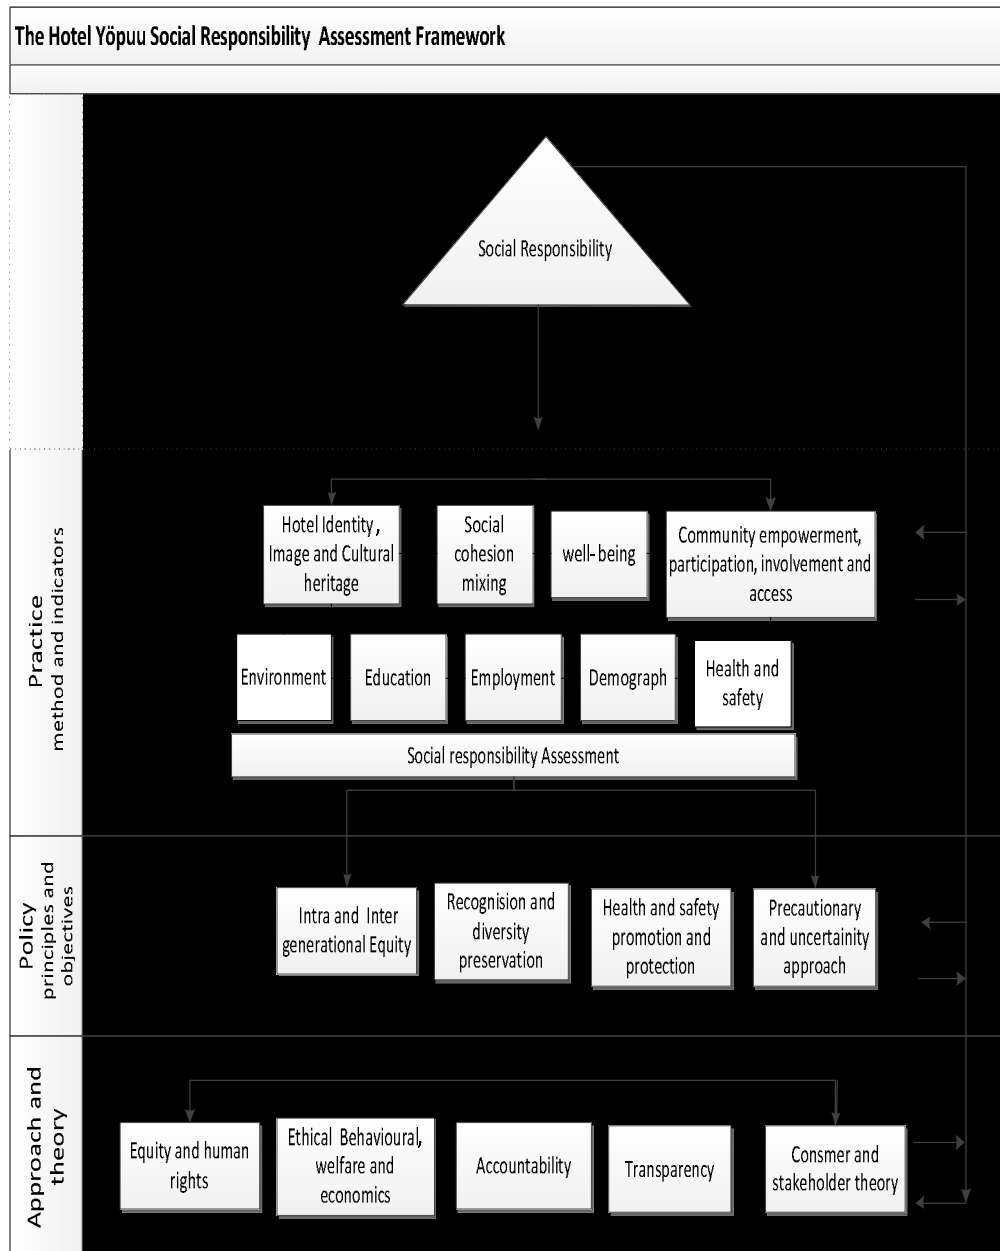 The Hotel Yöpuu Social Responsibility Assessment Framework
Social Responsibility
Practice
method and indicators
Hotel Identity,
Image and Cultural
heritage
Social
cohesion
mixing
well-being
Community empowerment,
participation, involvement and
access
Environment
Education
Employment
Demograph
Health and
safety
Social responsibility Assessment
Policy
principles and
objectives
Intra and Inter
generational Equity
Recognision and
diversity
preservation
Health and safety
promotion and
protection
Precautionary
and uncertainity
approach
Approach and
theory
Equity and human
rights
Ethical Behavioural,
welfare and
economics
Accountability
Transparency
Consmer and
stakeholder theory